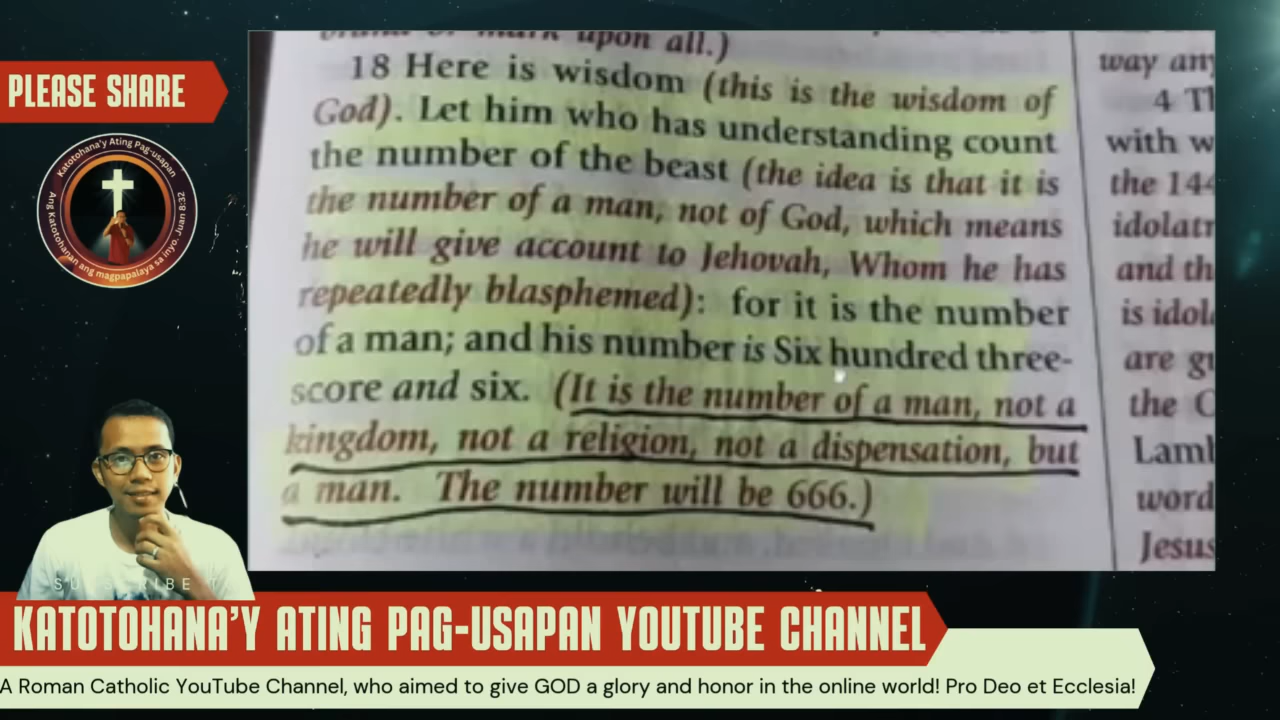 PLEASE SHARE
Katotohana'y Ating Pag-usapan
Ang Katotohanan ang magpapalaya sa inyo. Juan 8:32
mark upon all.)
18 Here is wisdom (this is the wisdom of
God). Let him who has understanding count
the number of the beast (the idea is that it is
the number of a man, not of God, which means
he will give account to Jehovah, Whom he has
repeatedly blasphemed): for it is the number
of a man; and his number is Six hundred three-
score and six. (It is the number of a man, not a
kingdom, not a religion, not a dispensation, but
a man. The number will be 666.)
way any
4 Th
with w
the 144
idolatr
and th
is idol
are gu
the
Lamb
word
Jesus
SUBSCRIBE
KATOTOHANA'Y ATING PAG-USAPAN YOUTUBE CHANNEL
A Roman Catholic YouTube Channel, who aimed to give GOD a glory and honor in the online world! Pro Deo et Ecclesia!